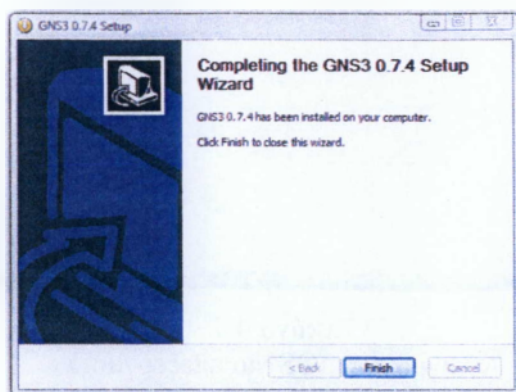 GNS3 0.7.4 Setup
Completing the GNS3 0.7.4 Setup
Wizard
GNS3 0.7.4 has been installed on your computer.
Click Finish to close this wizard.
< Back Finish Cancel